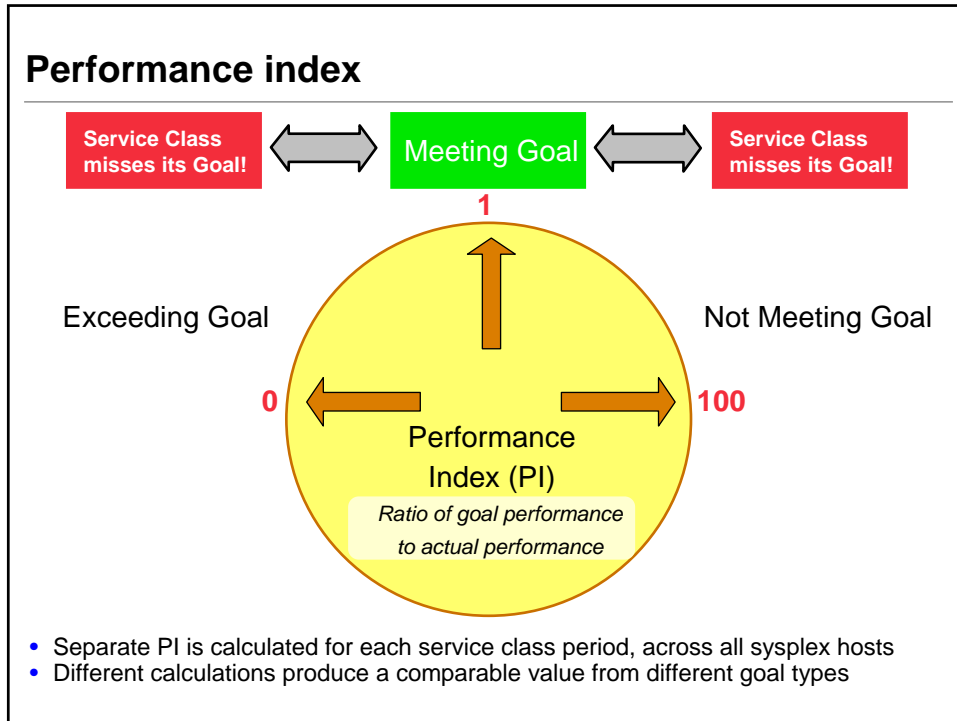 Performance index
Service Class
misses its Goal!
Meeting Goal
Service Class
misses its Goal!
1
Exceeding Goal
Not Meeting Goal
0
100
Performance
Index (PI)
Ratio of goal performance
to actual performance
• Separate PI is calculated for each service class period, across all sysplex hosts
• Different calculations produce a comparable value from different goal types